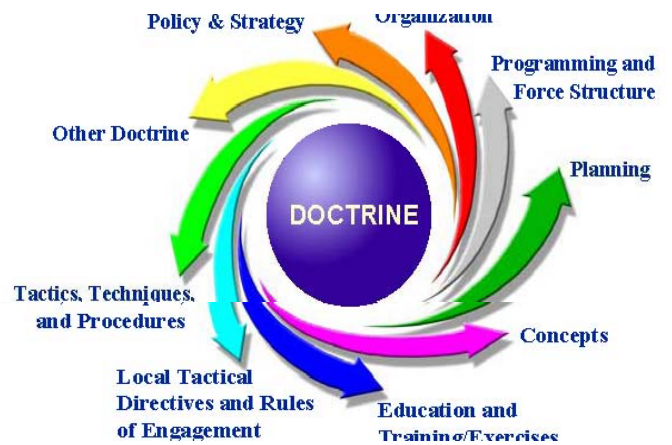 Policy & Strategy
Organization
Programming and
Force Structure
Other Doctrine
DOCTRINE
Planning
Tactics, Techniques,
and Procedures
Concepts
Local Tactical
Directives and Rules
of Engagement
Education and
Training/Exercises